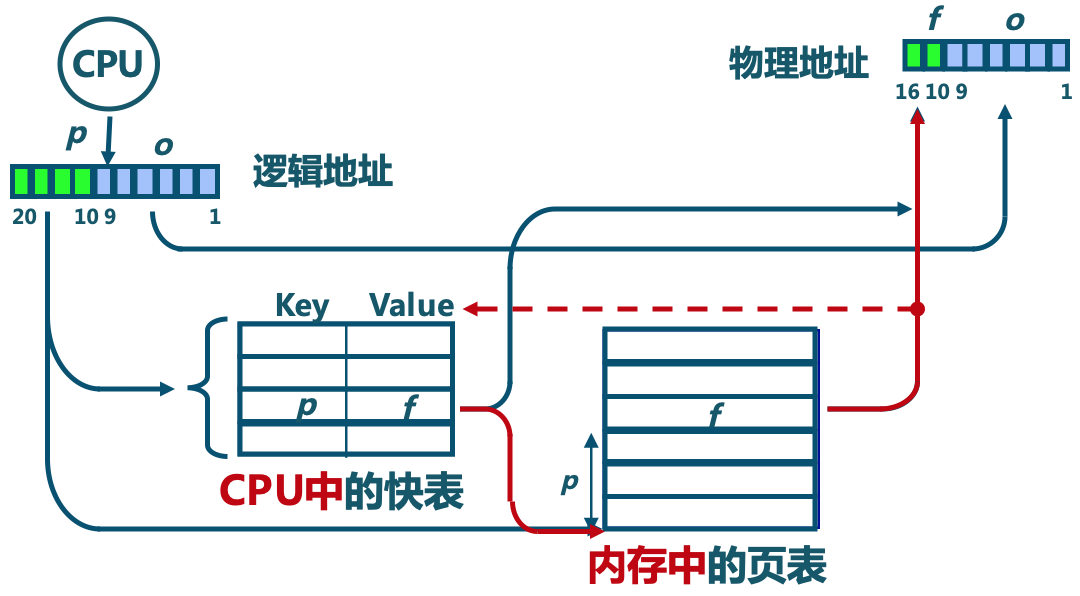 f o
CPU
物理地址
16 10 9 1
p o
逻辑地址
20 10 9 1
Key Value
p f
f
p
CPU中的快表
内存中的页表